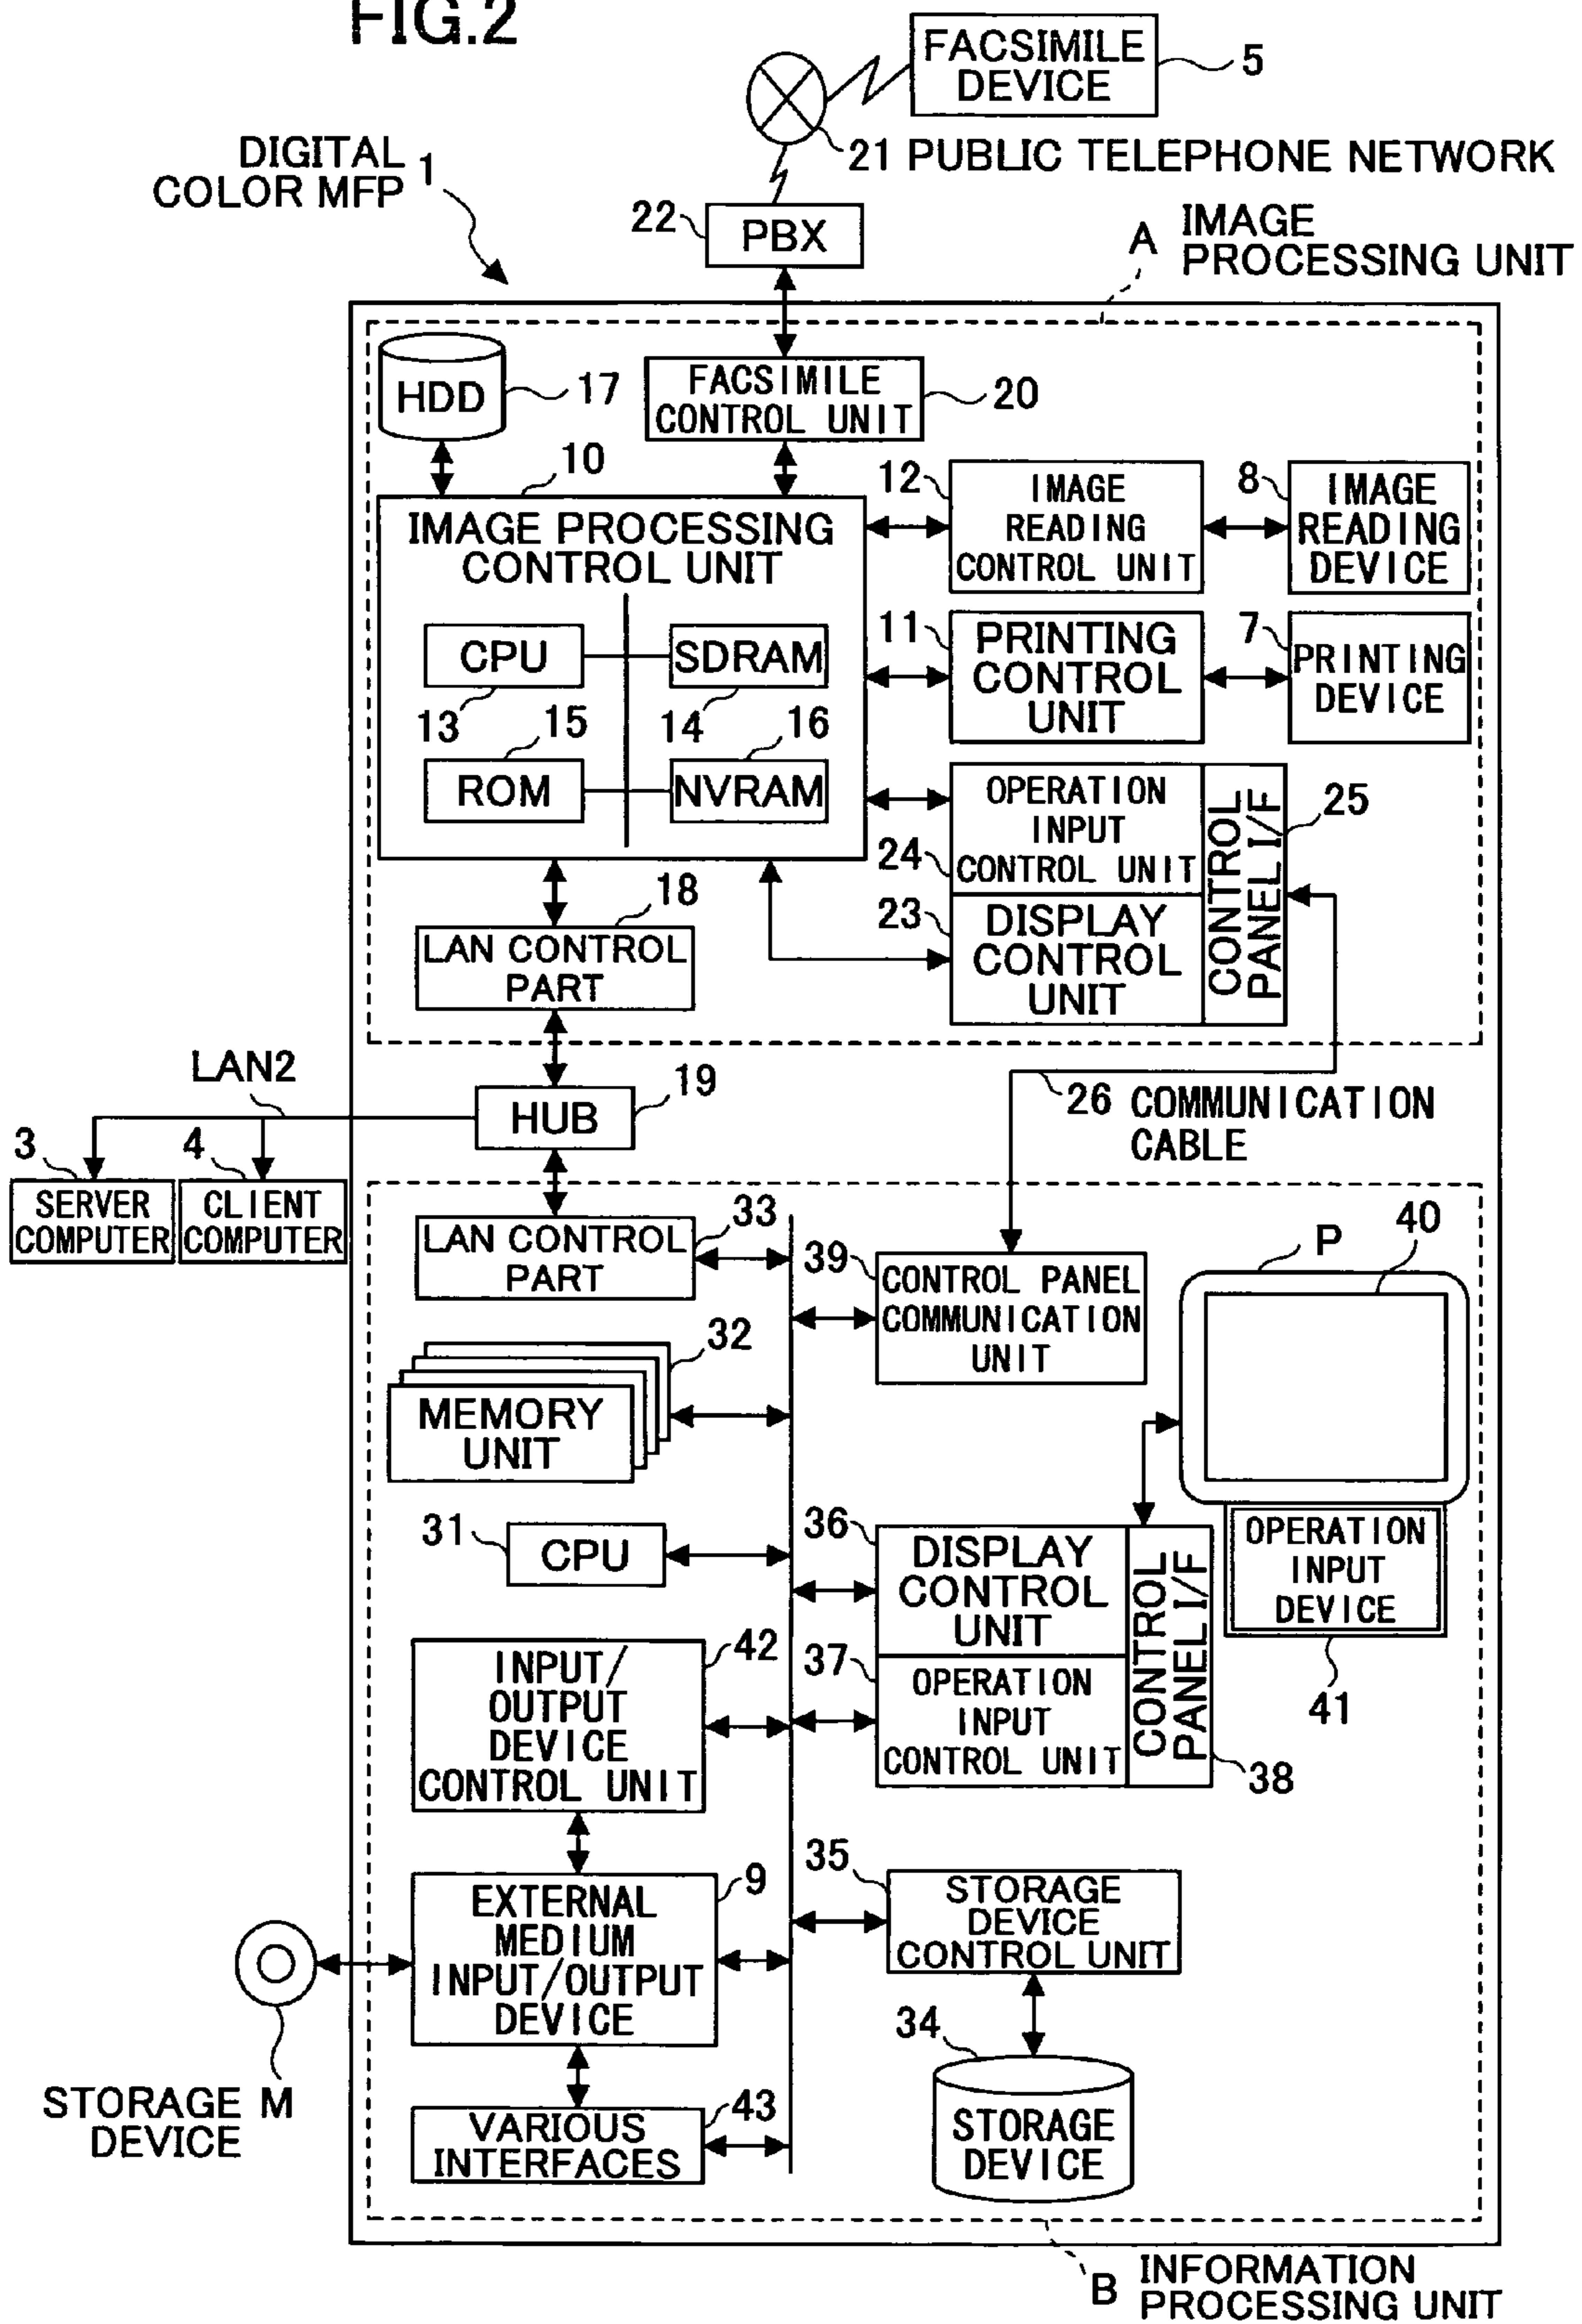 FIG.2
FACSIMILE
DEVICE
5
21 PUBLIC TELEPHONE NETWORK
DIGITAL
COLOR MFP
1
22
PBX
A
IMAGE
PROCESSING UNIT
HDD
17
FACSIMILE
CONTROL UNIT
20
10
IMAGE PROCESSING
CONTROL UNIT
CPU
13
SDRAM
14
ROM
15
NVRAM
16
12
IMAGE
READING
CONTROL UNIT
8
IMAGE
READING
DEVICE
11
PRINTING
CONTROL
UNIT
7
PRINTING
DEVICE
24
OPERATION
INPUT
CONTROL UNIT
23
DISPLAY
CONTROL
UNIT
CONTROL
PANEL I/F
25
18
LAN CONTROL
PART
LAN2
HUB
19
26 COMMUNICATION
CABLE
3
SERVER
COMPUTER
4
CLIENT
COMPUTER
LAN CONTROL
PART
33
39
CONTROL PANEL
COMMUNICATION
UNIT
P
40
32
MEMORY
UNIT
31
CPU
36
DISPLAY
CONTROL
UNIT
37
OPERATION
INPUT
CONTROL UNIT
CONTROL
PANEL I/F
38
OPERATION
INPUT
DEVICE
41
INPUT/
OUTPUT
DEVICE
CONTROL UNIT
42
EXTERNAL
MEDIUM
INPUT/OUTPUT
DEVICE
9
35
STORAGE
DEVICE
CONTROL UNIT
34
STORAGE
DEVICE
STORAGE M
DEVICE
VARIOUS
INTERFACES
43
B
INFORMATION
PROCESSING UNIT